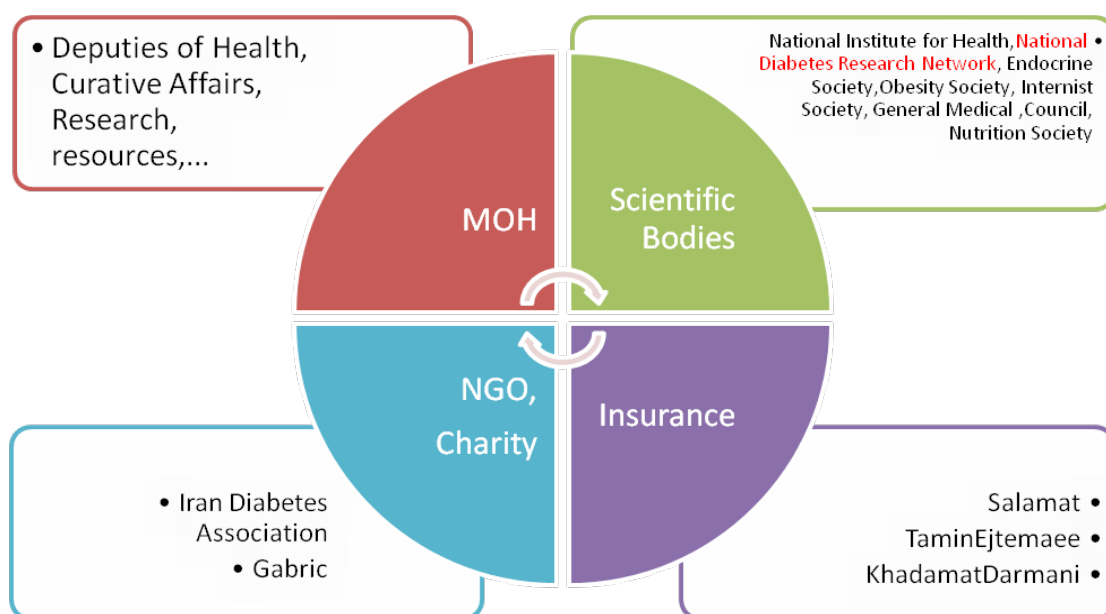 • Deputies of Health,
Curative Affairs,
Research,
resources,...
National Institute for Health,National •
Diabetes Research Network, Endocrine
Society,Obesity Society, Internist
Society, General Medical ,Council,
Nutrition Society
MOH
Scientific
Bodies
NGO,
Charity
Insurance
• Iran Diabetes
Association
• Gabric
Salamat •
TaminEjtemaee •
KhadamatDarmani •